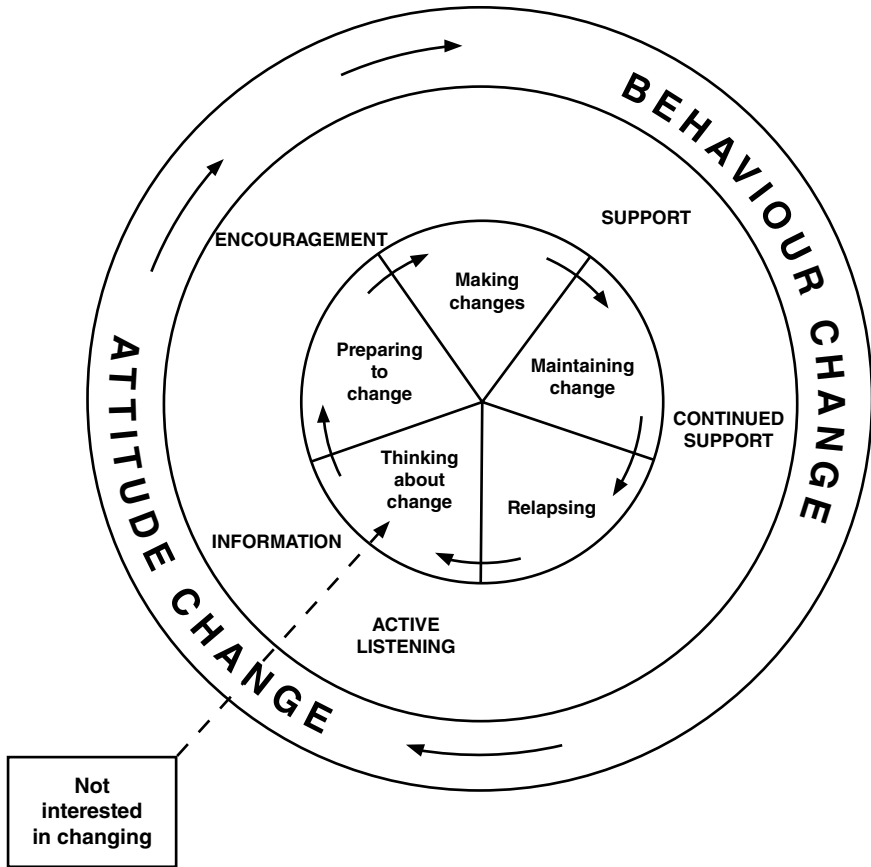 BEHAVIOUR CHANGE
SUPPORT
ENCOURAGEMENT
Making
changes
Preparing
to
change
Maintaining
change
ATTITUDE CHANGE
CONTINUED
SUPPORT
Thinking
about
change
Relapsing
INFORMATION
ACTIVE
LISTENING
Not
interested
in changing